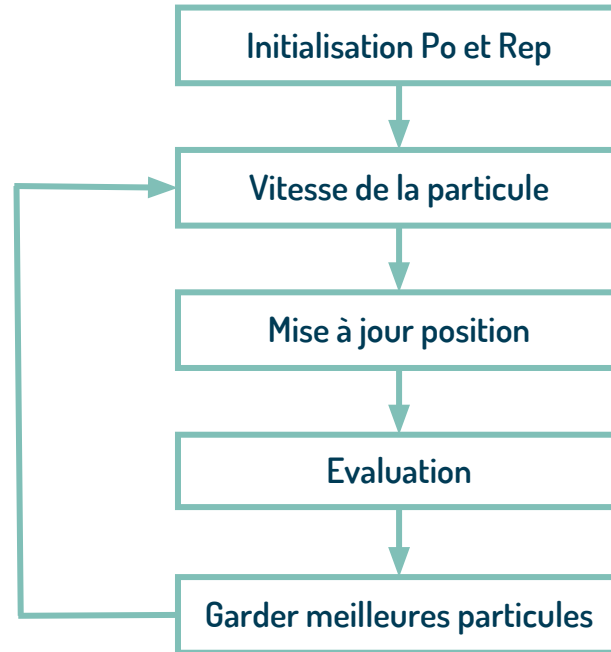 Initialisation Po et Rep
Vitesse de la particule
Mise à jour position
Evaluation
Garder meilleures particules